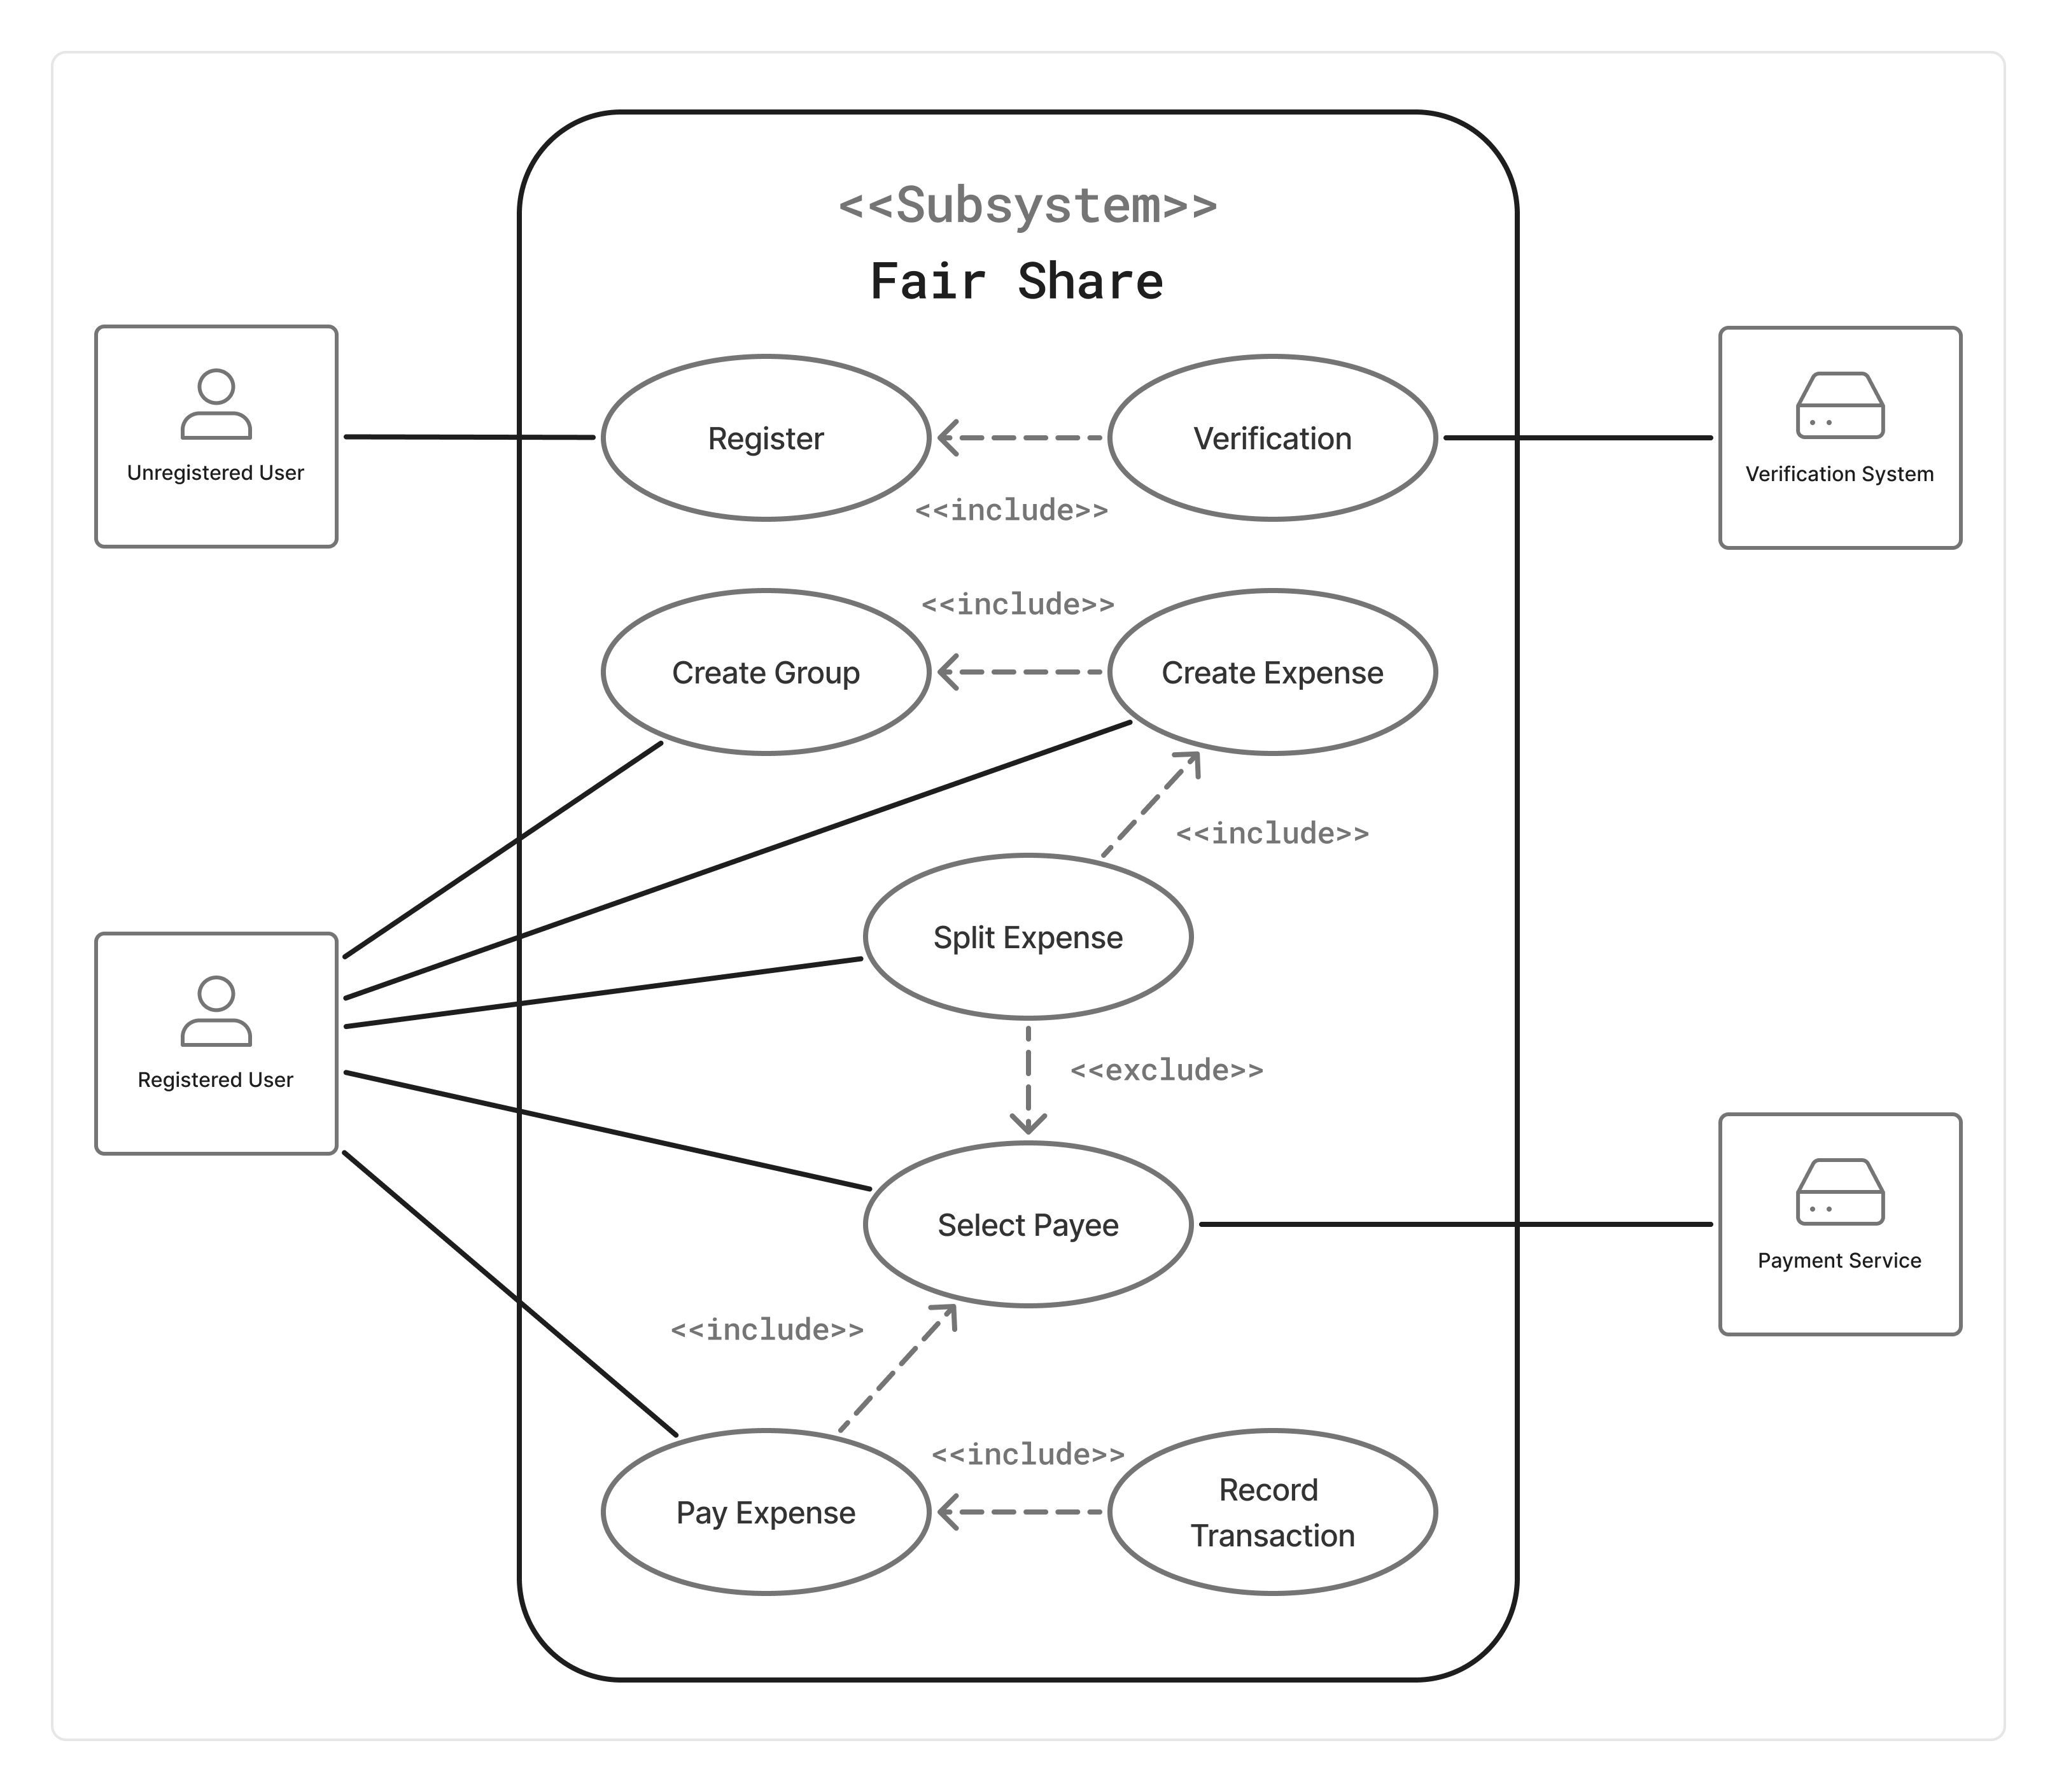 <<Subsystem>>
Fair Share
Unregistered User
Register
Verification
Verification System
<<include>>
<<include>>
Create Group
Create Expense
<<include>>
Split Expense
Registered User
<<exclude>>
Select Payee
Payment Service
<<include>>
<<include>>
Pay Expense
Record
Transaction